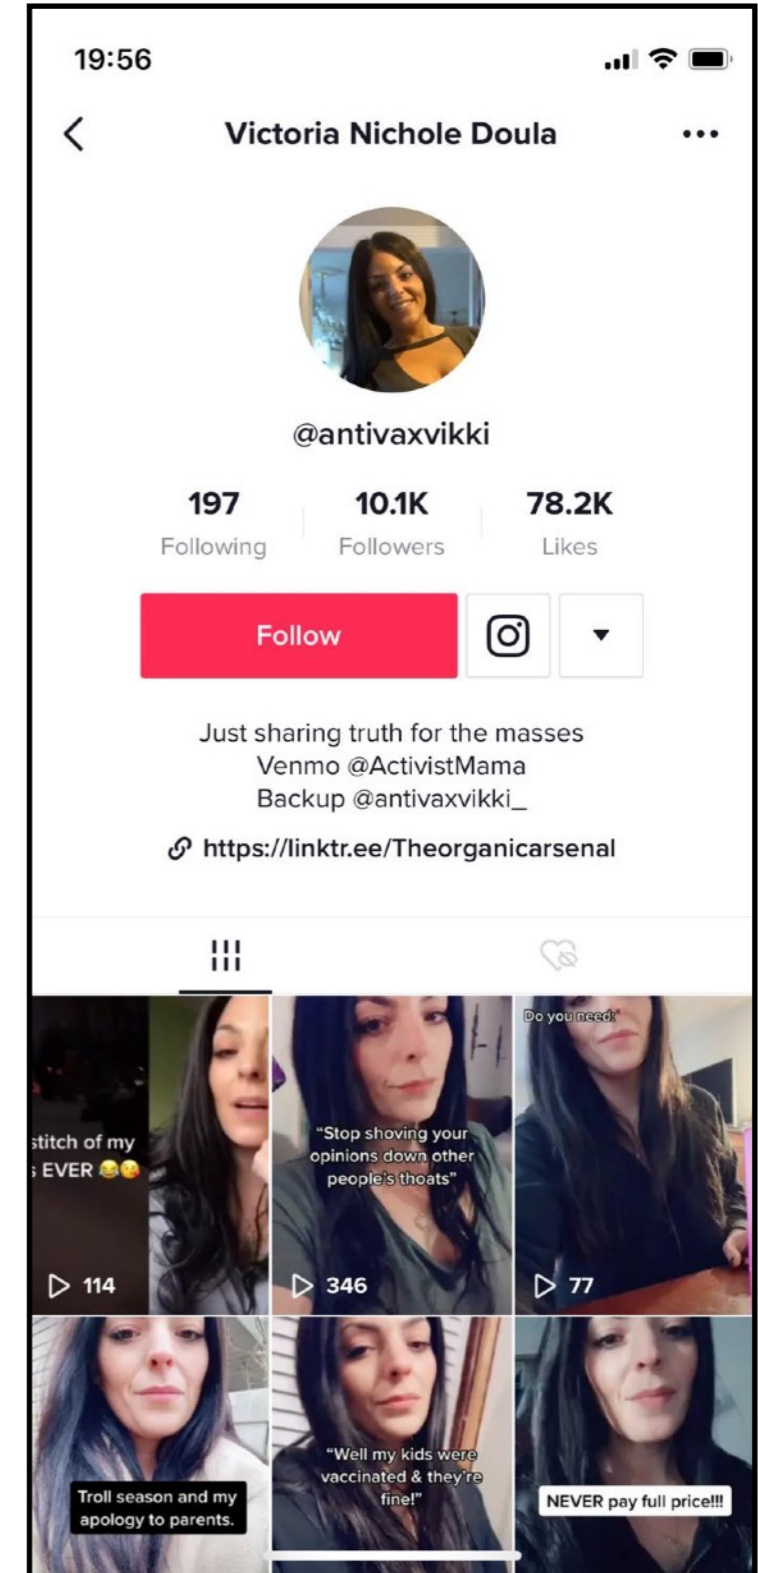 19:56
Victoria Nichole Doula
@antivaxvikki
197
Following
10.1K
Followers
78.2K
Likes
Follow
Just sharing truth for the masses
Venmo @ActivistMama
Backup @antivaxvikki_
https://linktr.ee/Theorganicarsenal
stitch of my
EVER 😂😘
114
"Stop shoving your
opinions down other
people's thoats"
346
Do you need:
77
Troll season and my
apology to parents.
"Well my kids were
vaccinated & they're
fine!"
NEVER pay full price!!!